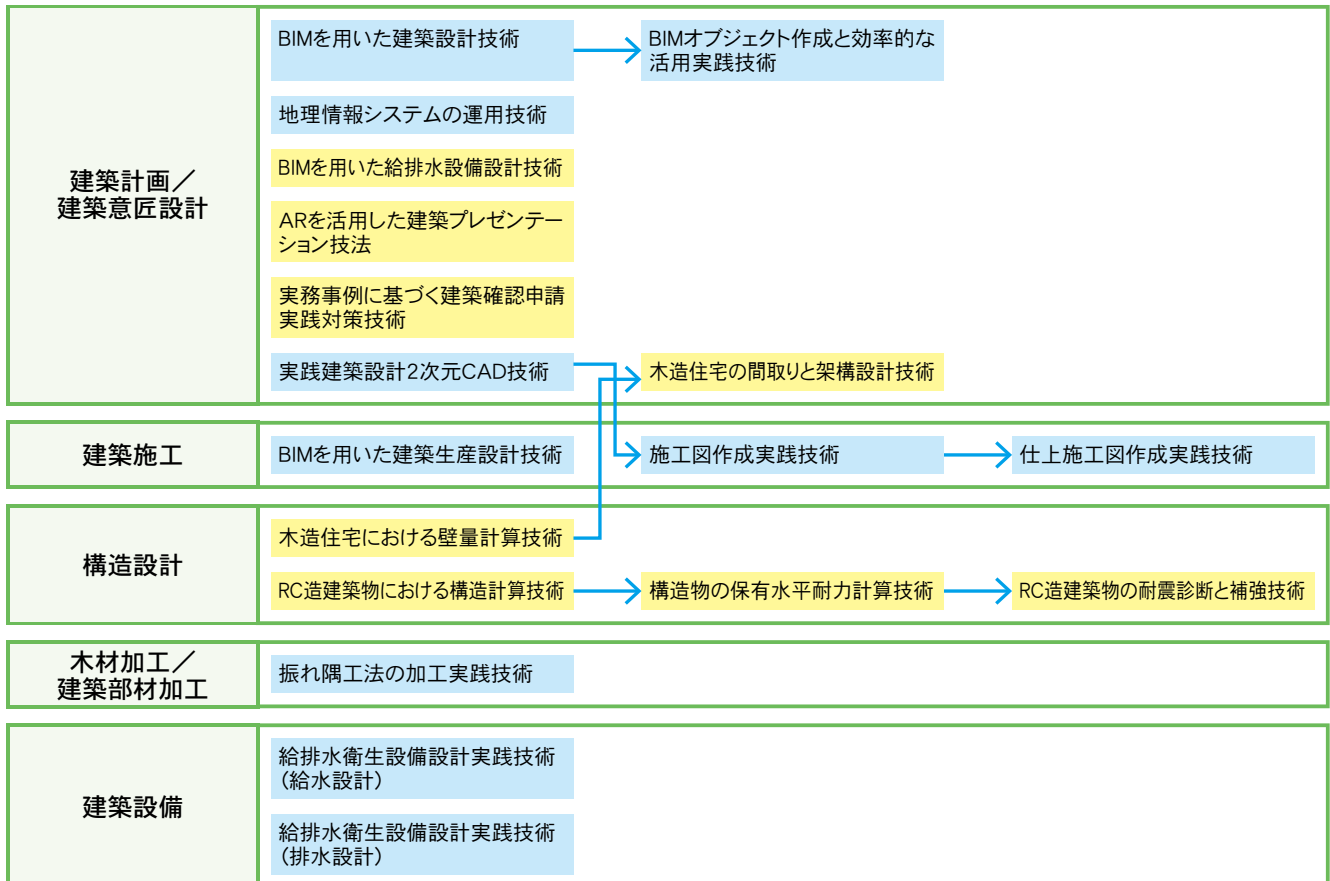 建築計画／
建築意匠設計
BIMを用いた建築設計技術
BIMオブジェクト作成と効率的な
活用実践技術
地理情報システムの運用技術
BIMを用いた給排水設備設計技術
ARを活用した建築プレゼンテー
ション技法
実務事例に基づく建築確認申請
実践対策技術
実践建築設計2次元CAD技術
木造住宅の間取りと架構設計技術
建築施工
BIMを用いた建築生産設計技術
施工図作成実践技術
仕上施工図作成実践技術
構造設計
木造住宅における壁量計算技術
RC造建築物における構造計算技術
構造物の保有水平耐力計算技術
RC造建築物の耐震診断と補強技術
木材加工／
建築部材加工
振れ隅工法の加工実践技術
建築設備
給排水衛生設備設計実践技術
（給水設計）
給排水衛生設備設計実践技術
（排水設計）